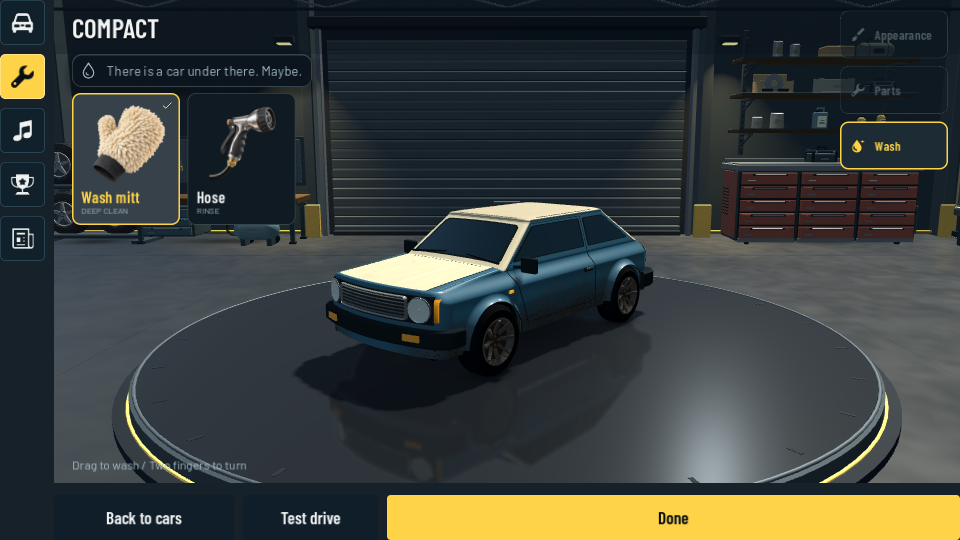 COMPACT
There is a car under there. Maybe.
Wash mitt
DEEP CLEAN
Hose
RINSE
Appearance
Parts
Wash
Drag to wash / Two fingers to turn
Back to cars
Test drive
Done